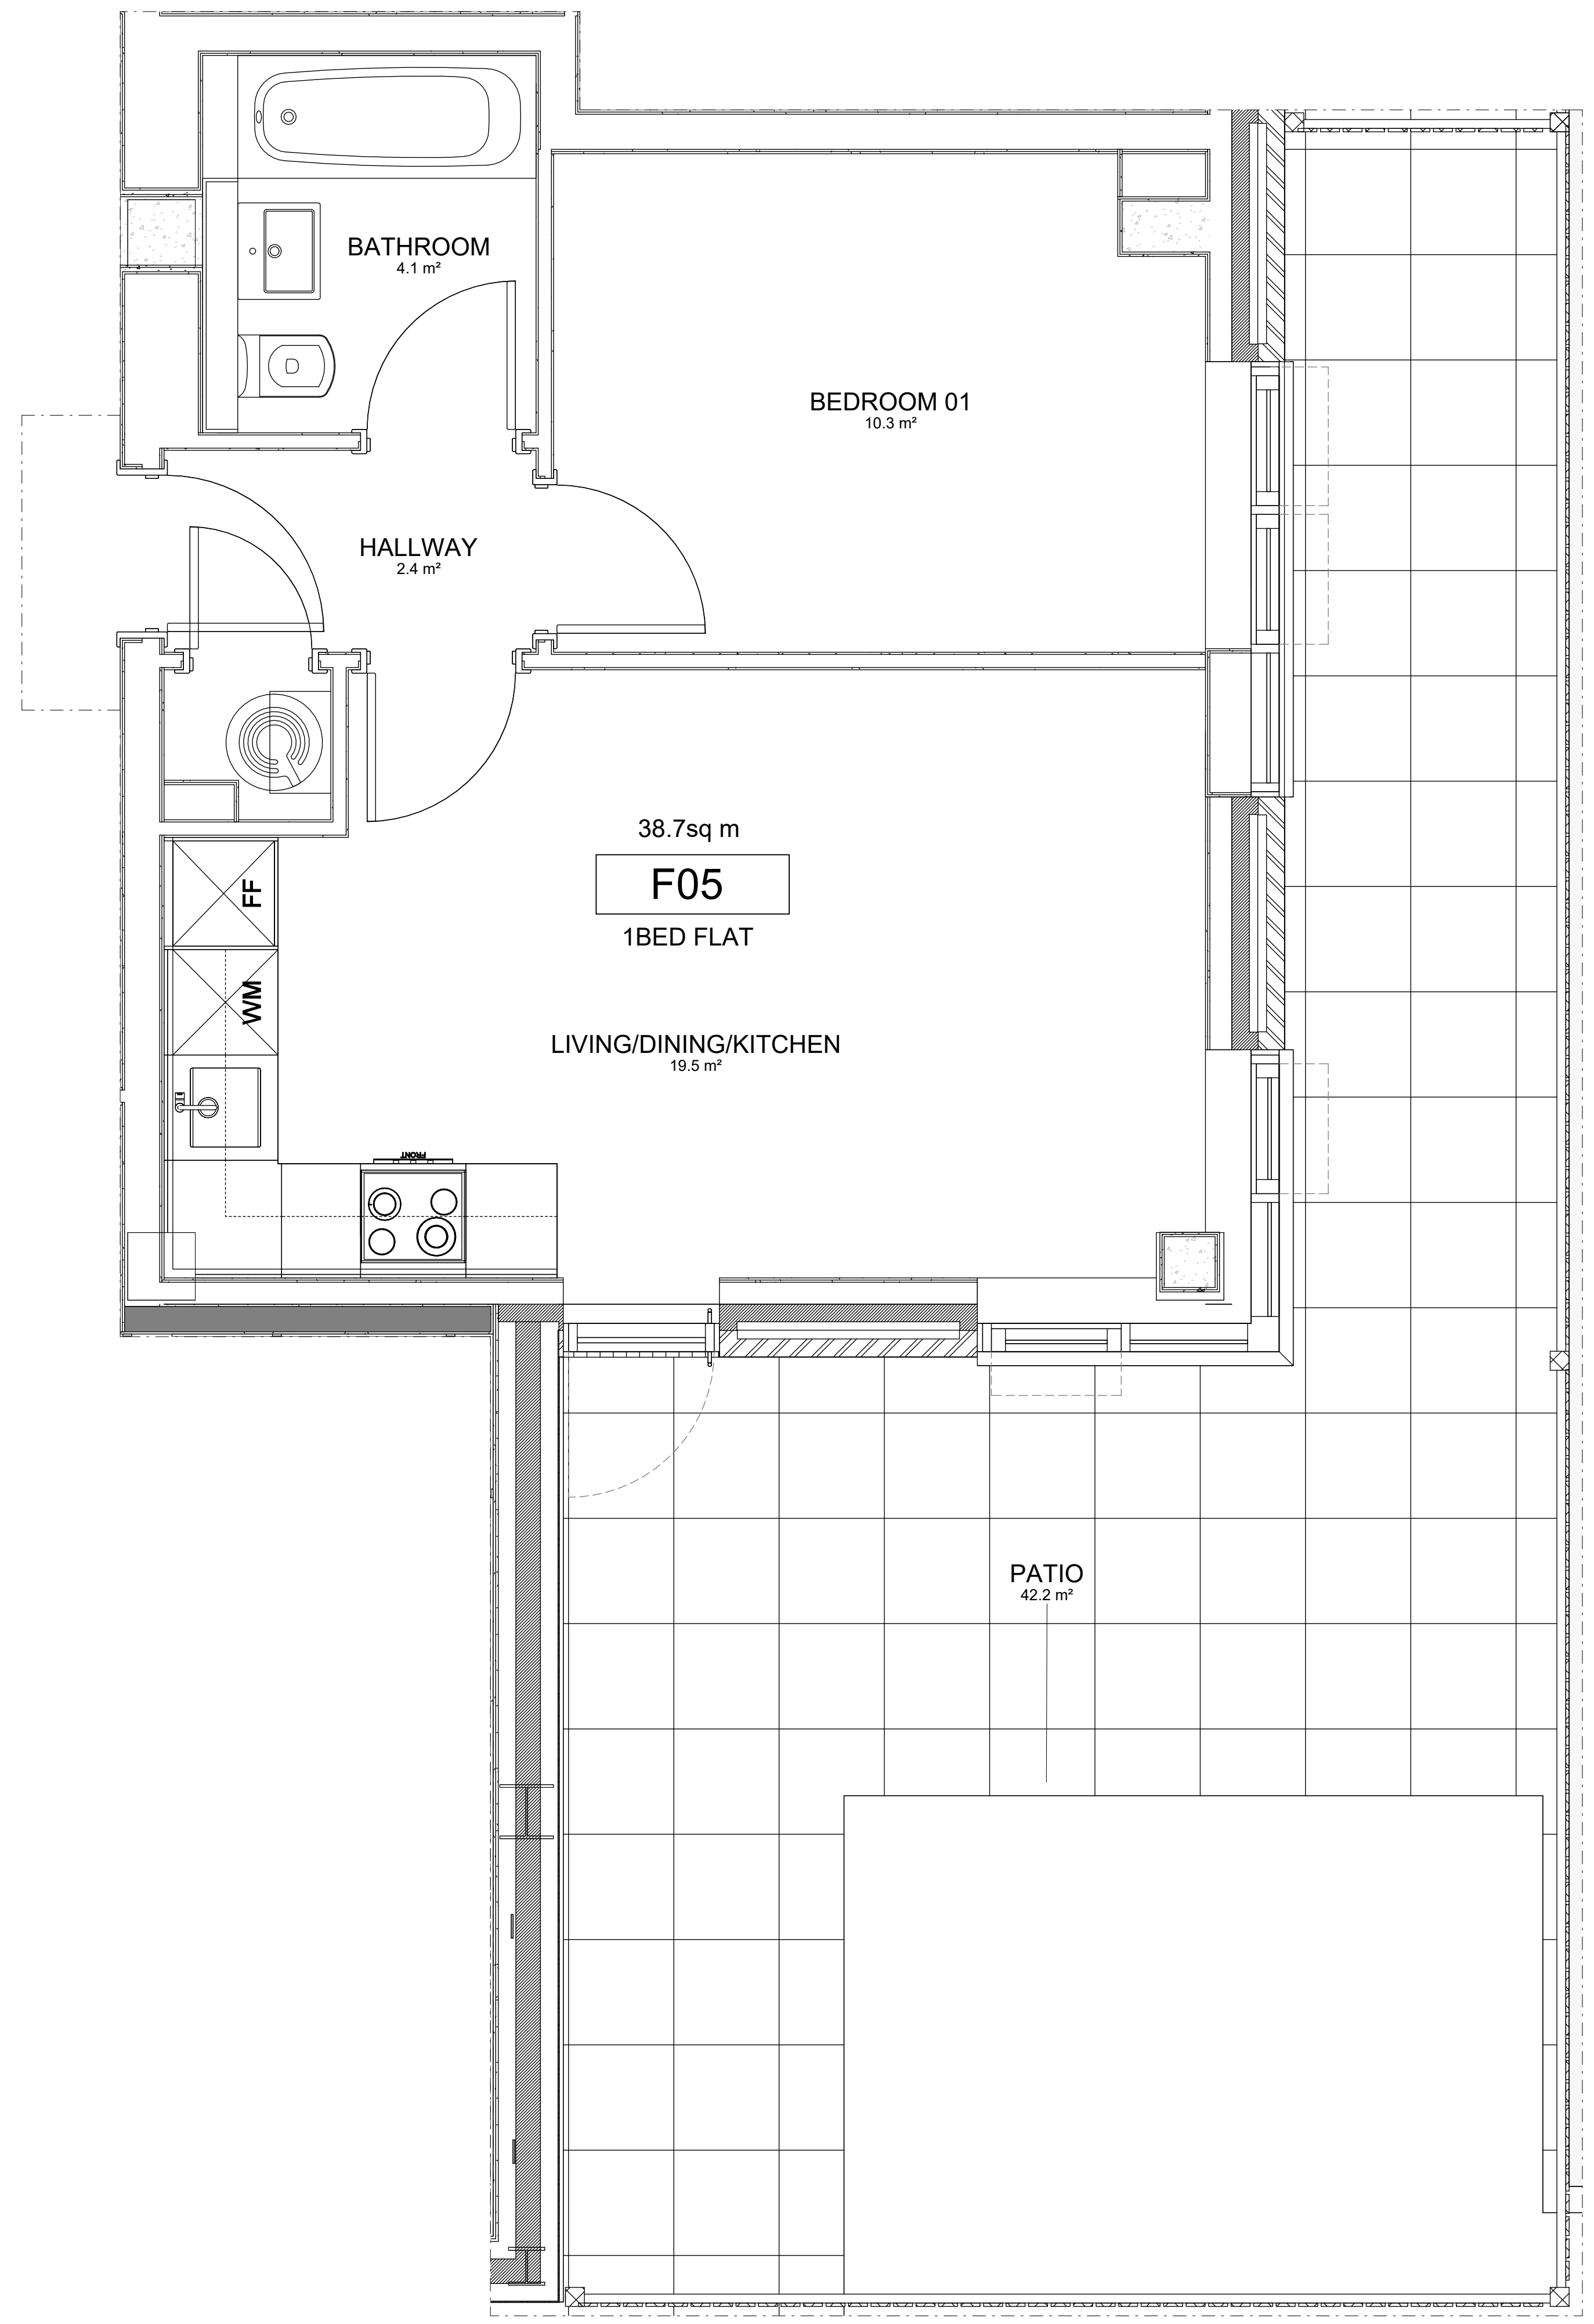 BATHROOM
4.1 m²
BEDROOM 01
10.3 m²
HALLWAY
2.4 m²
38.7sq m
F05
1BED FLAT
FF
WM
LIVING/DINING/KITCHEN
19.5 m²
FRONT
PATIO
42.2 m²